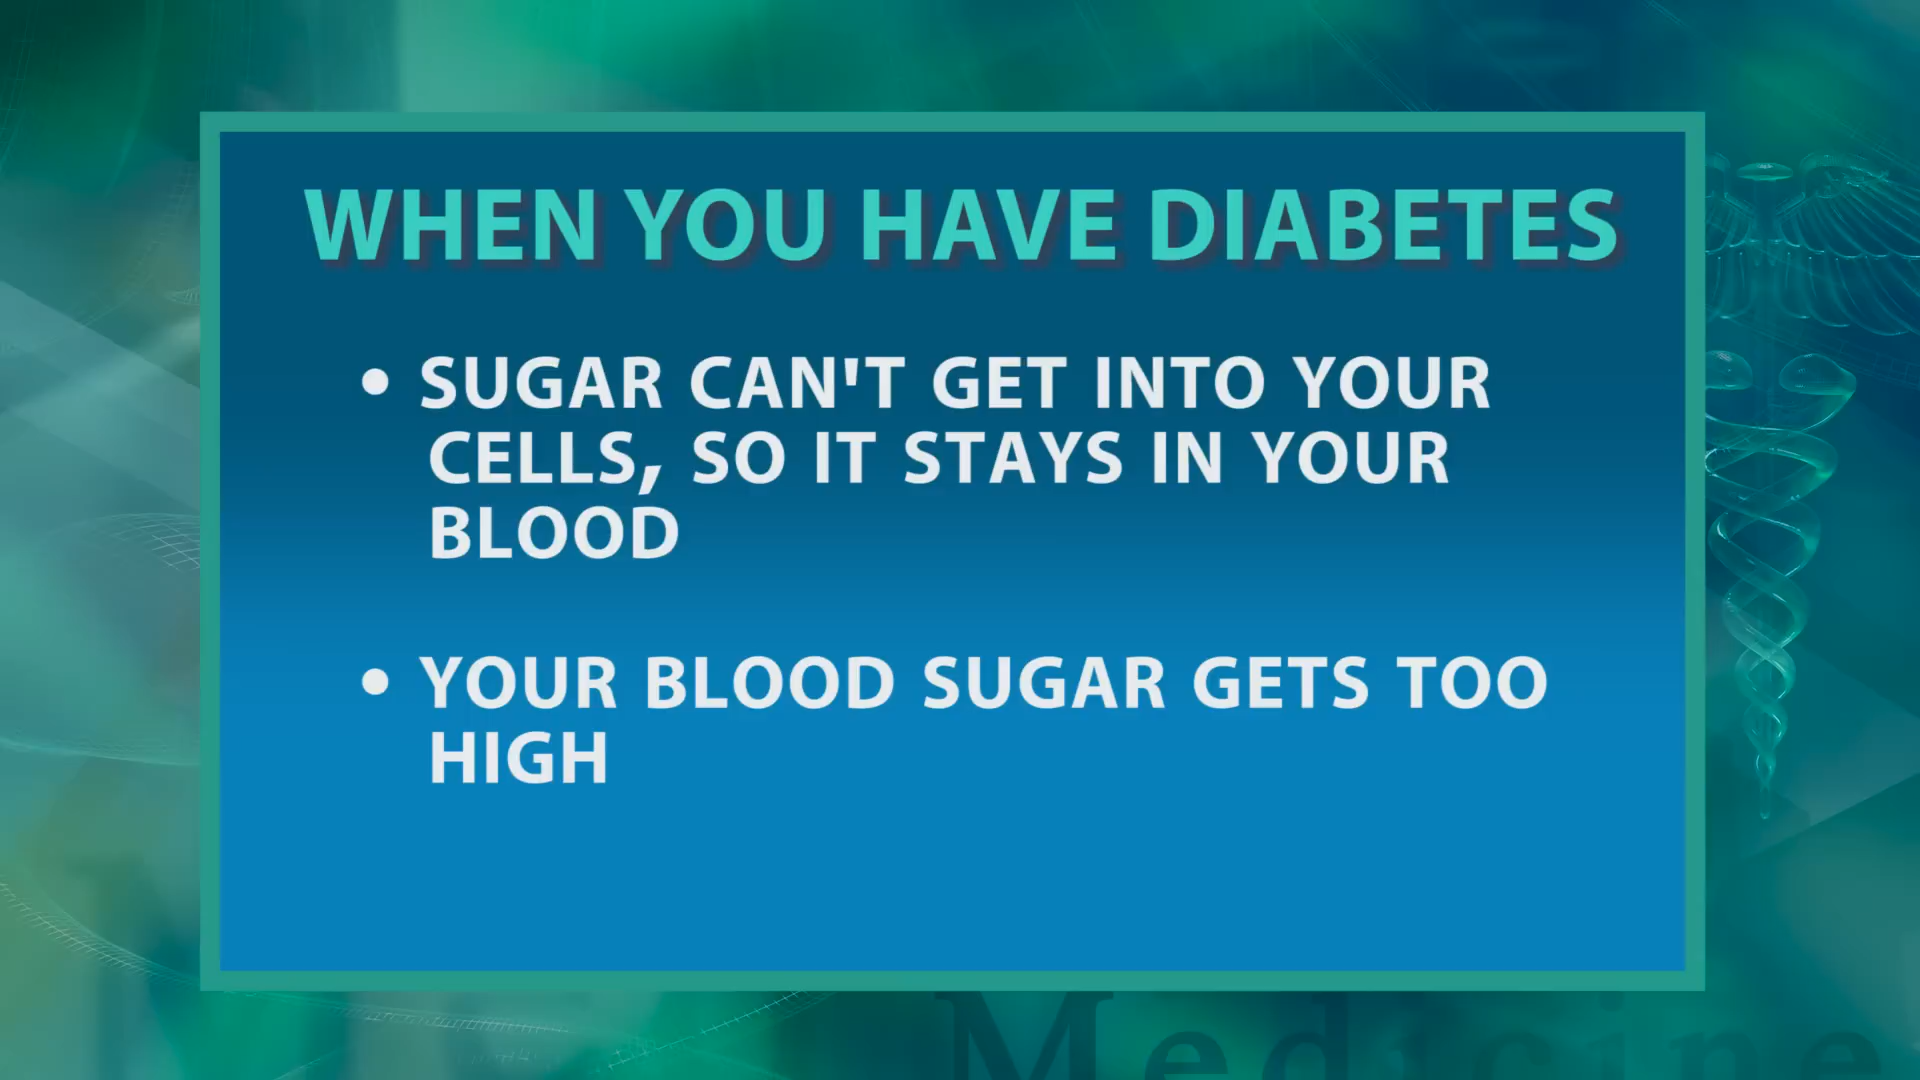 WHEN YOU HAVE DIABETES
• SUGAR CAN'T GET INTO YOUR
CELLS, SO IT STAYS IN YOUR
BLOOD
• YOUR BLOOD SUGAR GETS TOO
HIGH
Medicine